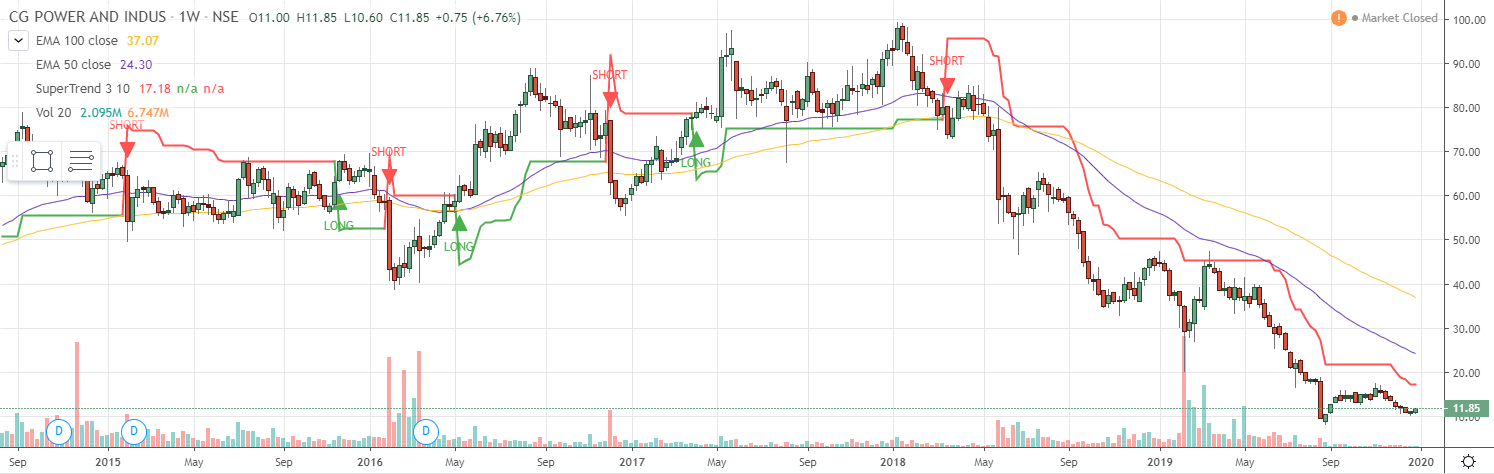 CG POWER AND INDUS · 1W · NSE O11.00 H11.85 L10.60 C11.85 +0.75 (+6.76%)
! Market Closed
EMA 100 close 37.07
EMA 50 close 24.30
SuperTrend 3 10 17.18 n/a n/a
Vol 20 2.095M 6.747M
SHORT
LONG
SHORT
LONG
SHORT
LONG
SHORT
100.00
90.00
80.00
70.00
60.00
50.00
40.00
30.00
20.00
11.85
10.00
D
D
D
Sep 2015 May Sep 2016 May Sep 2017 May Sep 2018 May Sep 2019 May Sep 2020